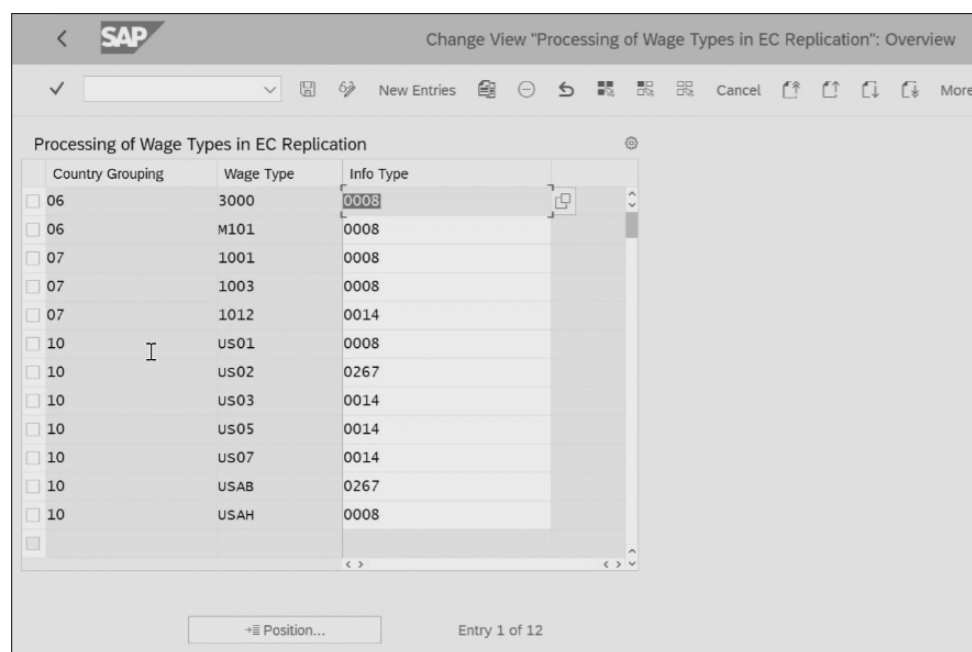 SAP
Change View "Processing of Wage Types in EC Replication": Overview
New Entries Cancel More
Processing of Wage Types in EC Replication
Country Grouping Wage Type Info Type
06 3000 0008
06 M101 0008
07 1001 0008
07 1003 0008
07 1012 0014
10 US01 0008
10 US02 0267
10 US03 0014
10 US05 0014
10 US07 0014
10 USAB 0267
10 USAH 0008
Position... Entry 1 of 12